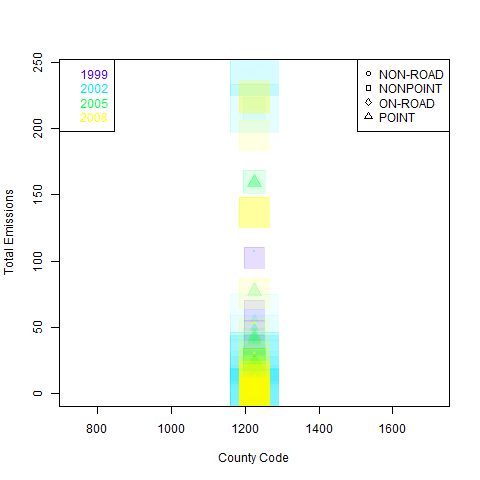 250
200
150
100
50
0
Total Emissions
1999
2002
2005
2008
NON-ROAD
NONPOINT
ON-ROAD
POINT
800
1000
1200
1400
1600
County Code